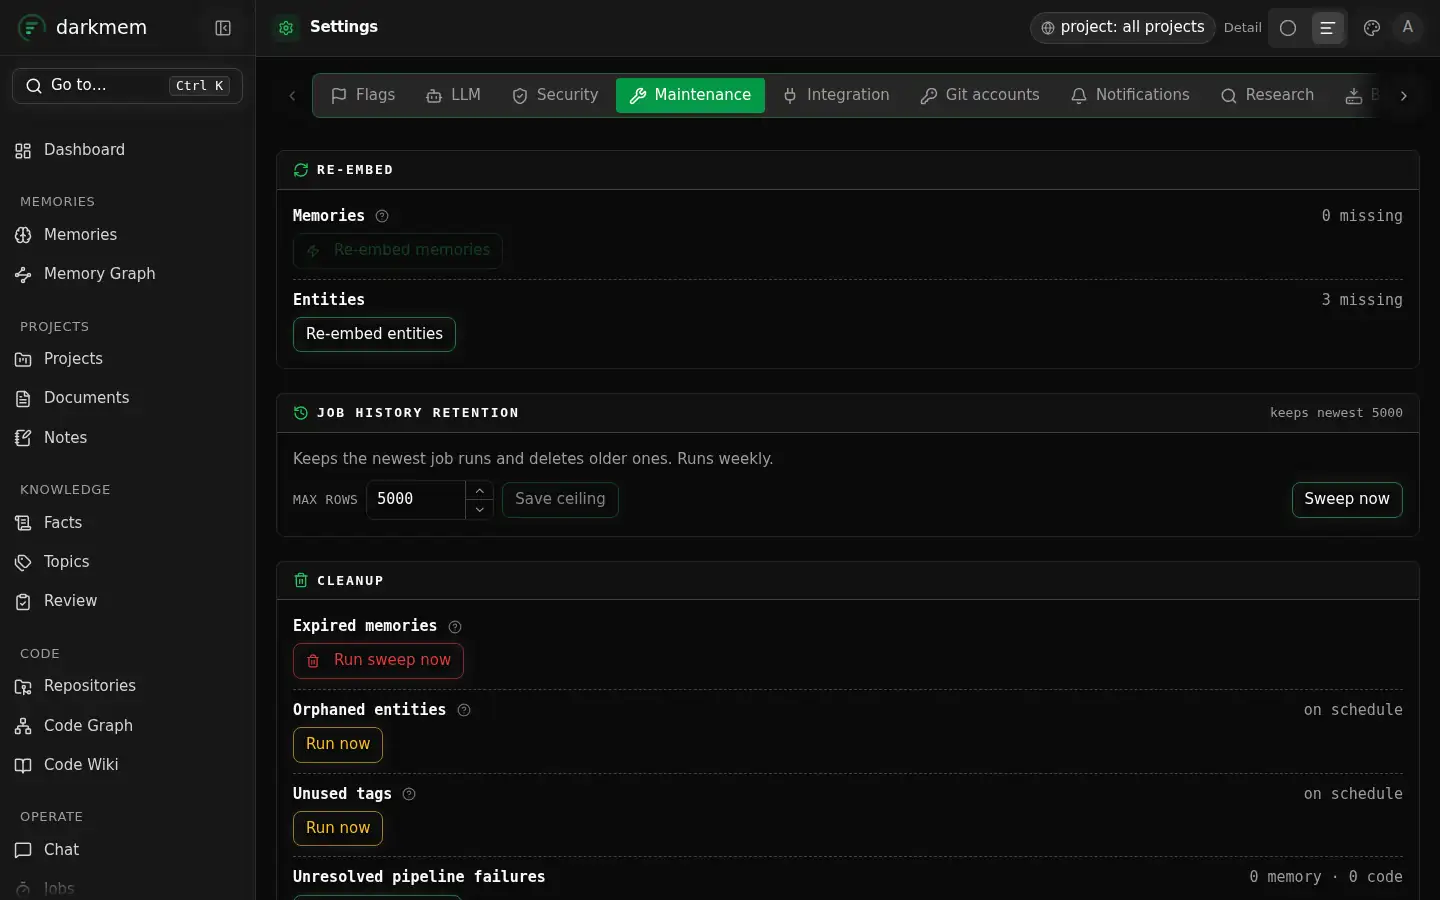 darkmem
Settings
project: all projects
Detail
A
Go to...
Ctrl K
Flags
LLM
Security
Maintenance
Integration
Git accounts
Notifications
Research
Dashboard
MEMORIES
Memories
Memory Graph
PROJECTS
Projects
Documents
Notes
KNOWLEDGE
Facts
Topics
Review
CODE
Repositories
Code Graph
Code Wiki
OPERATE
Chat
Jobs
RE-EMBED
Memories
0 missing
Re-embed memories
Entities
3 missing
Re-embed entities
JOB HISTORY RETENTION
keeps newest 5000
Keeps the newest job runs and deletes older ones. Runs weekly.
MAX ROWS
5000
Save ceiling
Sweep now
CLEANUP
Expired memories
Run sweep now
Orphaned entities
on schedule
Run now
Unused tags
on schedule
Run now
Unresolved pipeline failures
0 memory · 0 code